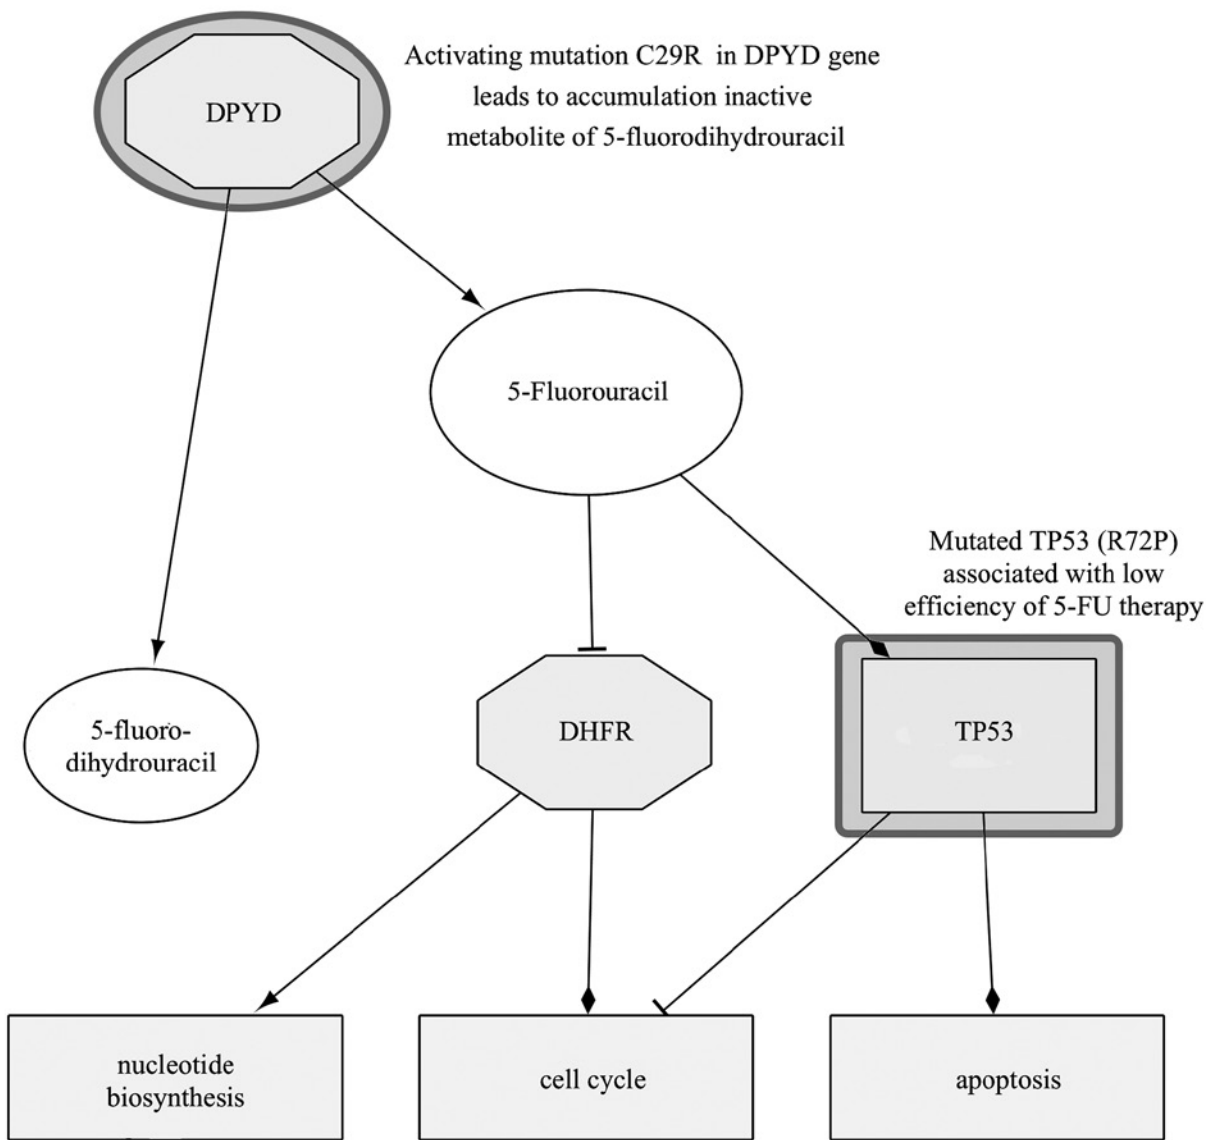 DPYD
Activating mutation C29R in DPYD gene
leads to accumulation inactive
metabolite of 5-fluorodihydrouracil
5-Fluorouracil
Mutated TP53 (R72P)
associated with low
efficiency of 5-FU therapy
5-fluoro-
dihydrouracil
DHFR
TP53
nucleotide
biosynthesis
cell cycle
apoptosis